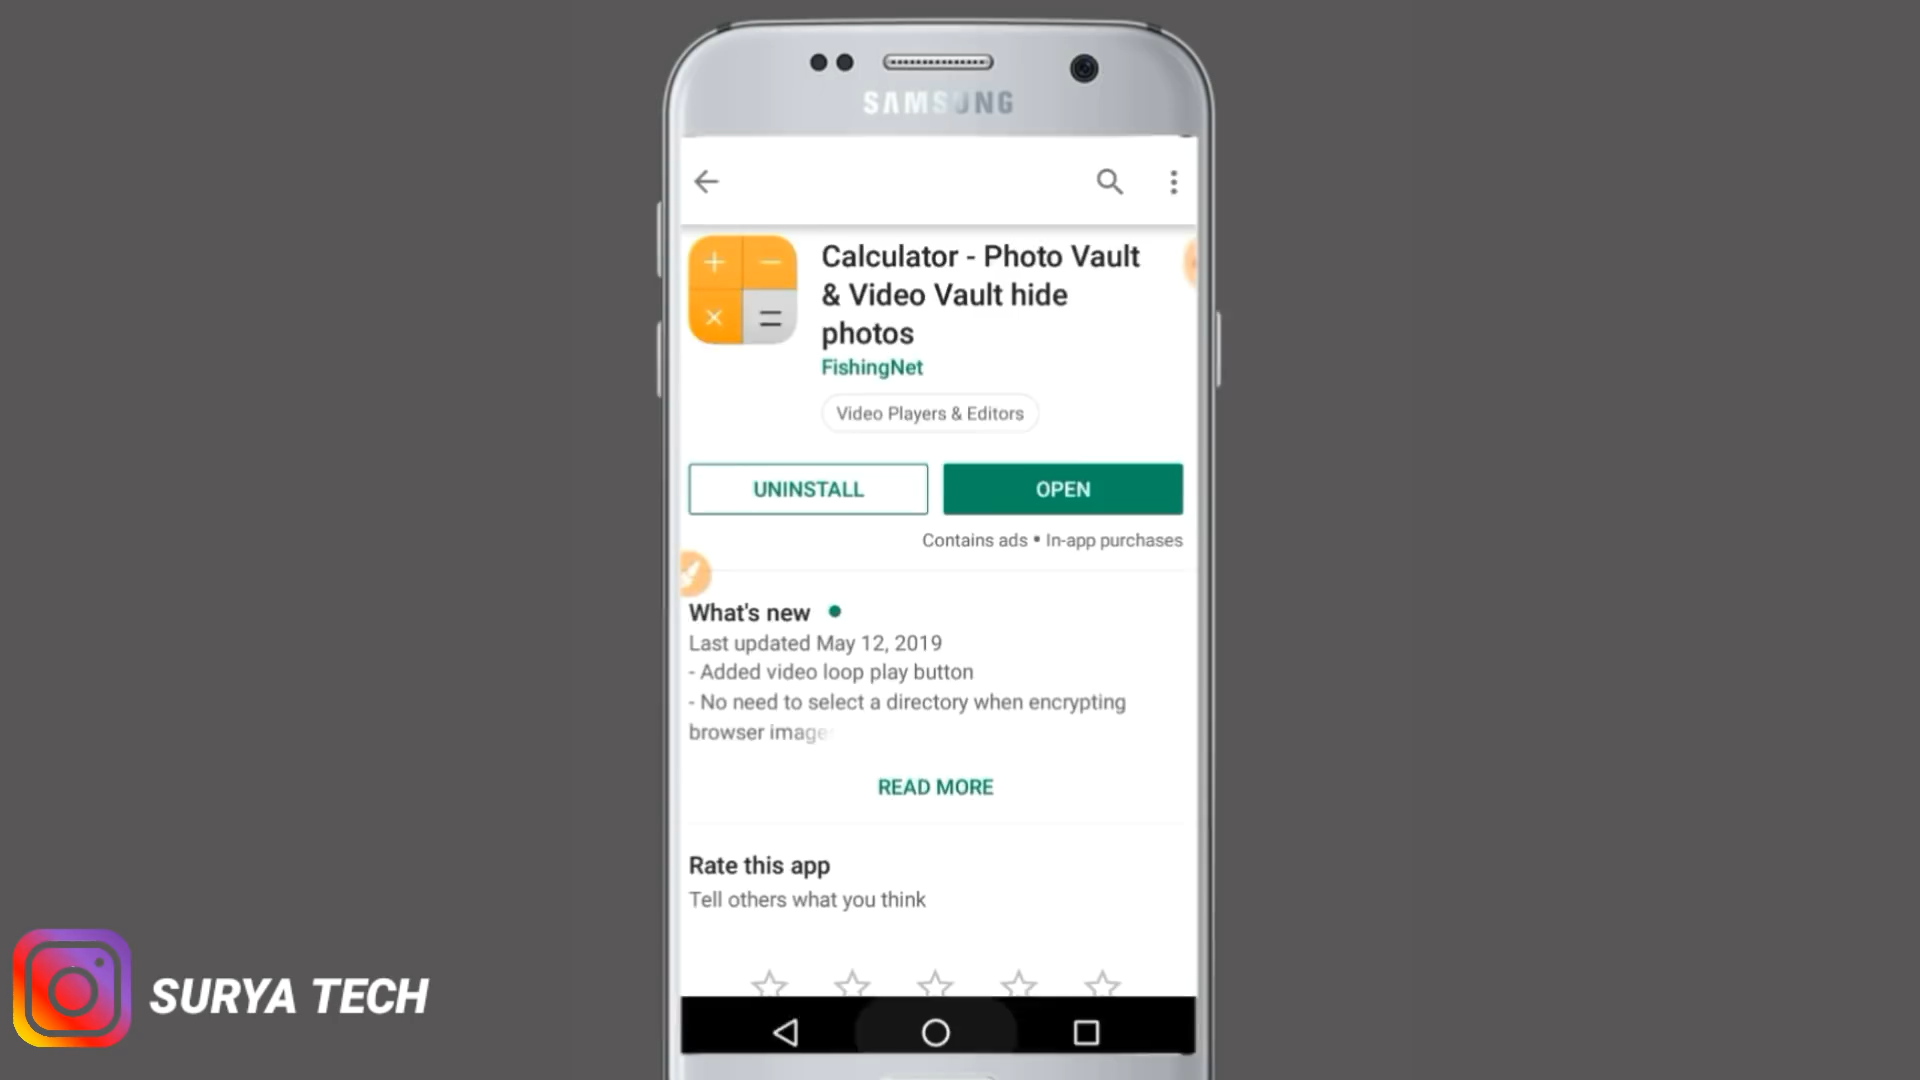 SAMSUNG
Calculator - Photo Vault
& Video Vault hide
photos
FishingNet
Video Players & Editors
UNINSTALL
OPEN
Contains ads • In-app purchases
What's new
Last updated May 12, 2019
- Added video loop play button
- No need to select a directory when encrypting
browser image
READ MORE
Rate this app
Tell others what you think
SURYA TECH